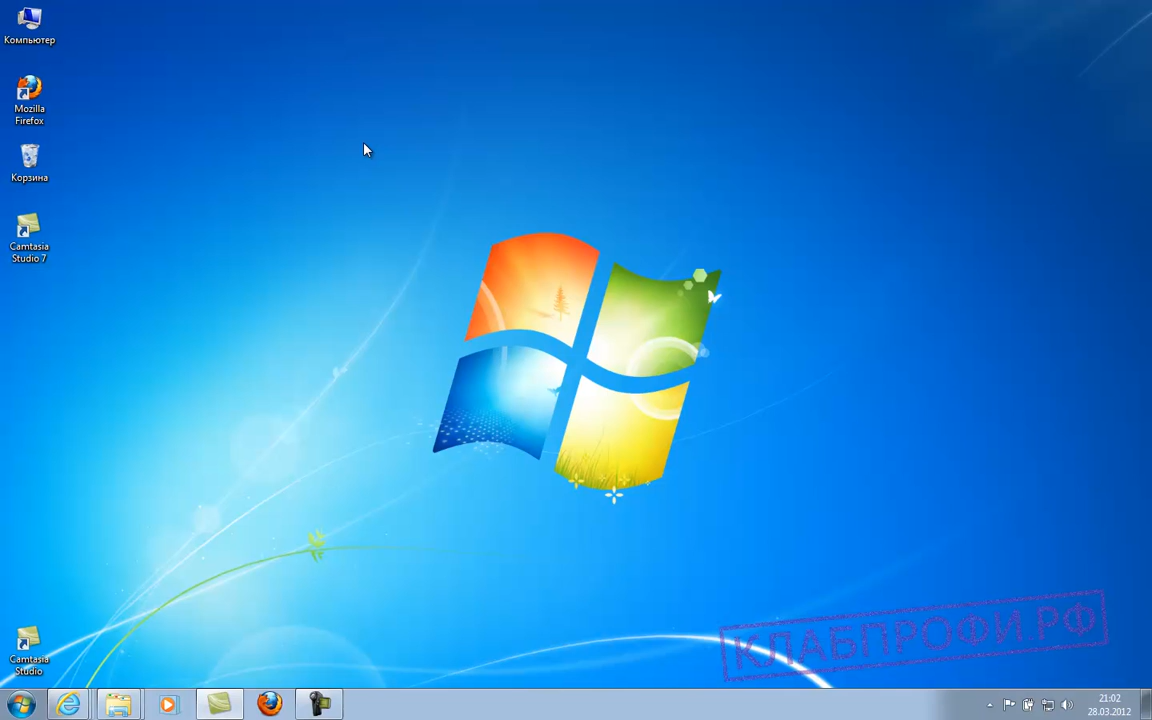 Компьютер
Mozilla
Firefox
Корзина
Camtasia
Studio 7
КЛАБПРОФИ.РФ
Camtasia
Studio
21:02
28.03.2012